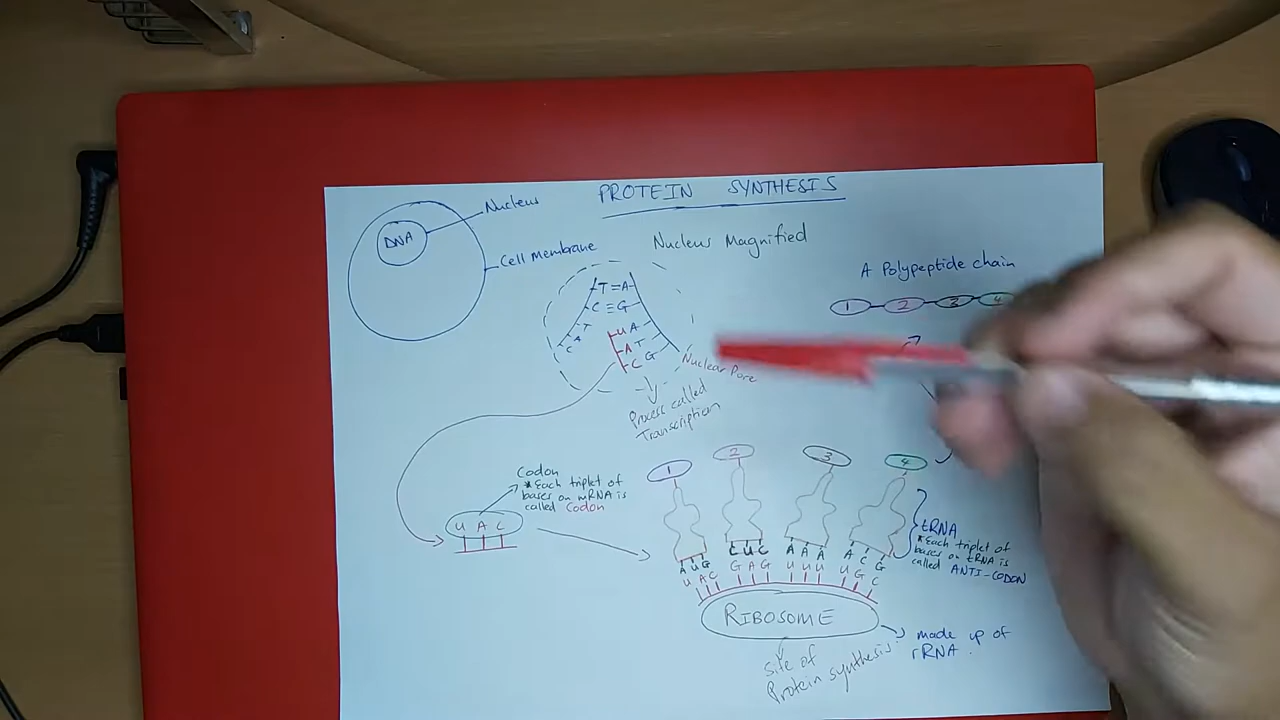 PROTEIN SYNTHESIS
Nucleus
DNA
Cell membrane
Nucleus Magnified
A Polypeptide chain
1 2 3 4
T=A
C≡G
T
A
C
U A
A T
C G
Nuclear Pore
Process called
Transcription
Codon
*Each triplet of
bases on mRNA is
called Codon
U A C
1 2 3 4
tRNA
*Each triplet of
bases on tRNA is
called ANTI-CODON
A U G C U C A A A A C G
U A C G A G U U U U G C
RIBOSOME
made up of
rRNA.
site of
Protein synthesis.